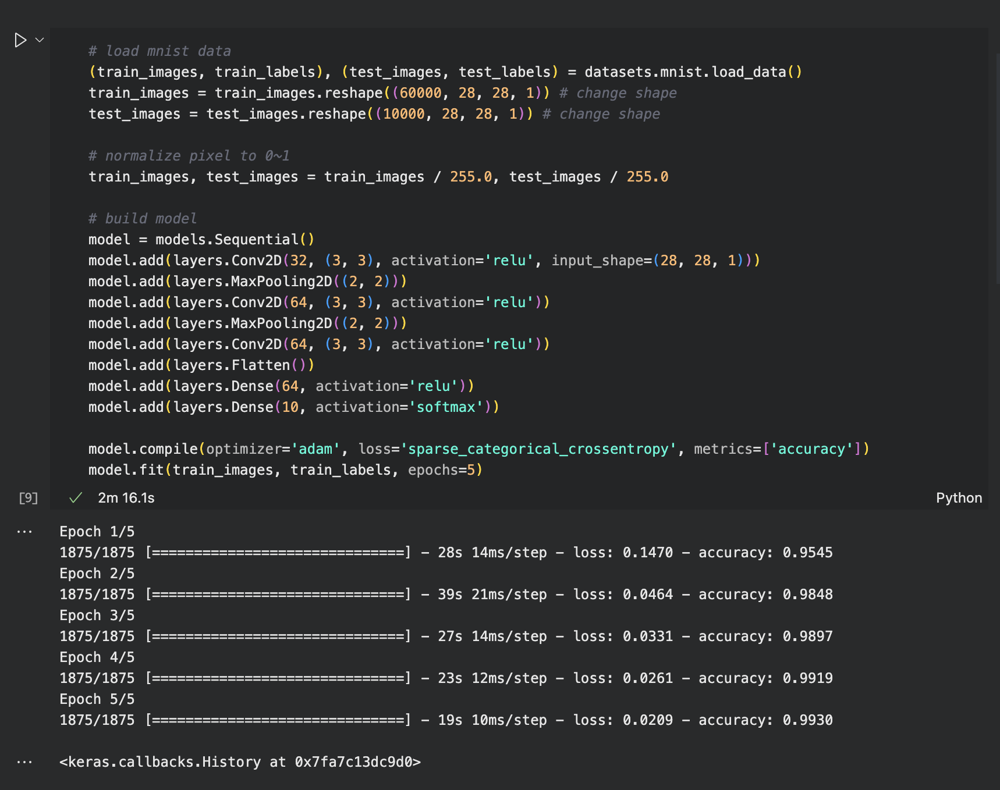 # load mnist data
(train_images, train_labels), (test_images, test_labels) = datasets.mnist.load_data()
train_images = train_images.reshape((60000, 28, 28, 1)) # change shape
test_images = test_images.reshape((10000, 28, 28, 1)) # change shape
# normalize pixel to 0~1
train_images, test_images = train_images / 255.0, test_images / 255.0
# build model
model = models.Sequential()
model.add(layers.Conv2D(32, (3, 3), activation='relu', input_shape=(28, 28, 1)))
model.add(layers.MaxPooling2D((2, 2)))
model.add(layers.Conv2D(64, (3, 3), activation='relu'))
model.add(layers.MaxPooling2D((2, 2)))
model.add(layers.Conv2D(64, (3, 3), activation='relu'))
model.add(layers.Flatten())
model.add(layers.Dense(64, activation='relu'))
model.add(layers.Dense(10, activation='softmax'))
model.compile(optimizer='adam', loss='sparse_categorical_crossentropy', metrics=['accuracy'])
model.fit(train_images, train_labels, epochs=5)
[9] ✓ 2m 16.1s Python
... Epoch 1/5
1875/1875 [==============================] - 28s 14ms/step - loss: 0.1470 - accuracy: 0.9545
Epoch 2/5
1875/1875 [==============================] - 39s 21ms/step - loss: 0.0464 - accuracy: 0.9848
Epoch 3/5
1875/1875 [==============================] - 27s 14ms/step - loss: 0.0331 - accuracy: 0.9897
Epoch 4/5
1875/1875 [==============================] - 23s 12ms/step - loss: 0.0261 - accuracy: 0.9919
Epoch 5/5
1875/1875 [==============================] - 19s 10ms/step - loss: 0.0209 - accuracy: 0.9930
... <keras.callbacks.History at 0x7fa7c13dc9d0>